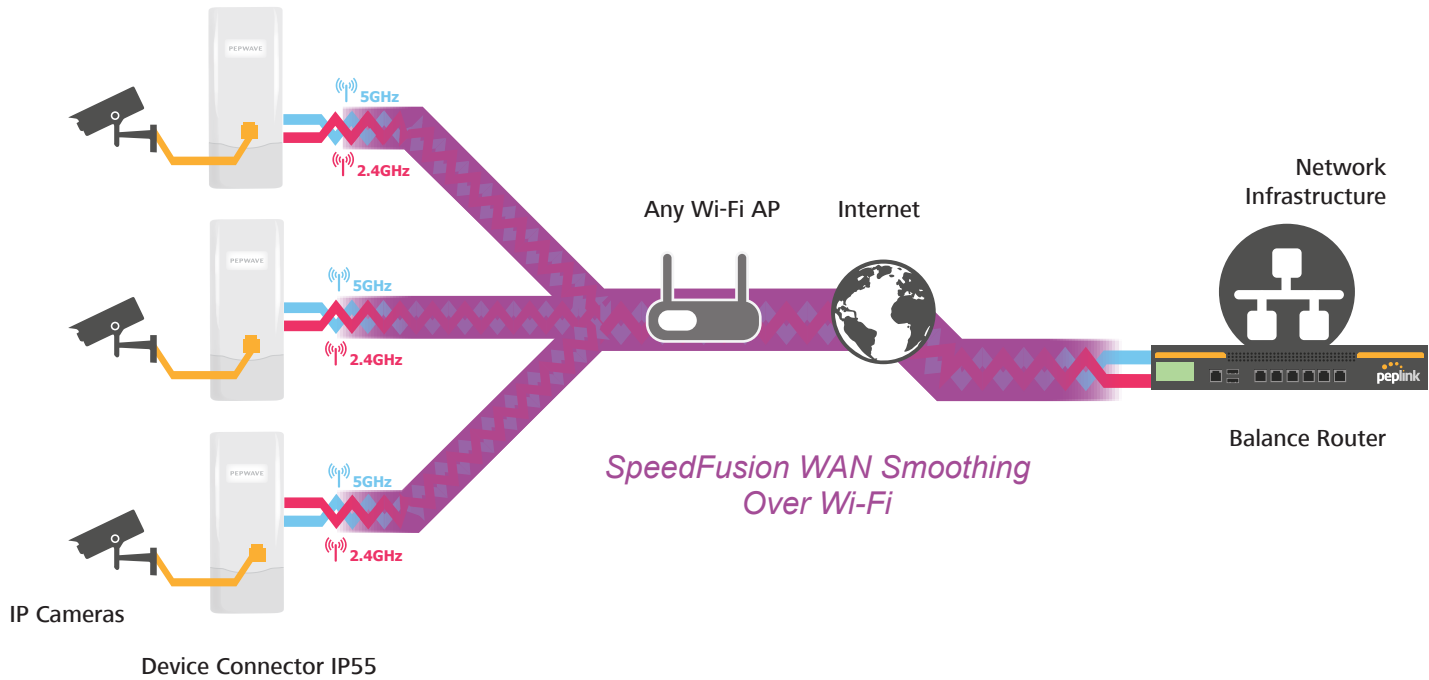 PEPWAVE
5GHz
2.4GHz
PEPWAVE
5GHz
2.4GHz
PEPWAVE
5GHz
2.4GHz
IP Cameras
Device Connector IP55
Any Wi-Fi AP
Internet
SpeedFusion WAN Smoothing
Over Wi-Fi
Network
Infrastructure
peplink
Balance Router